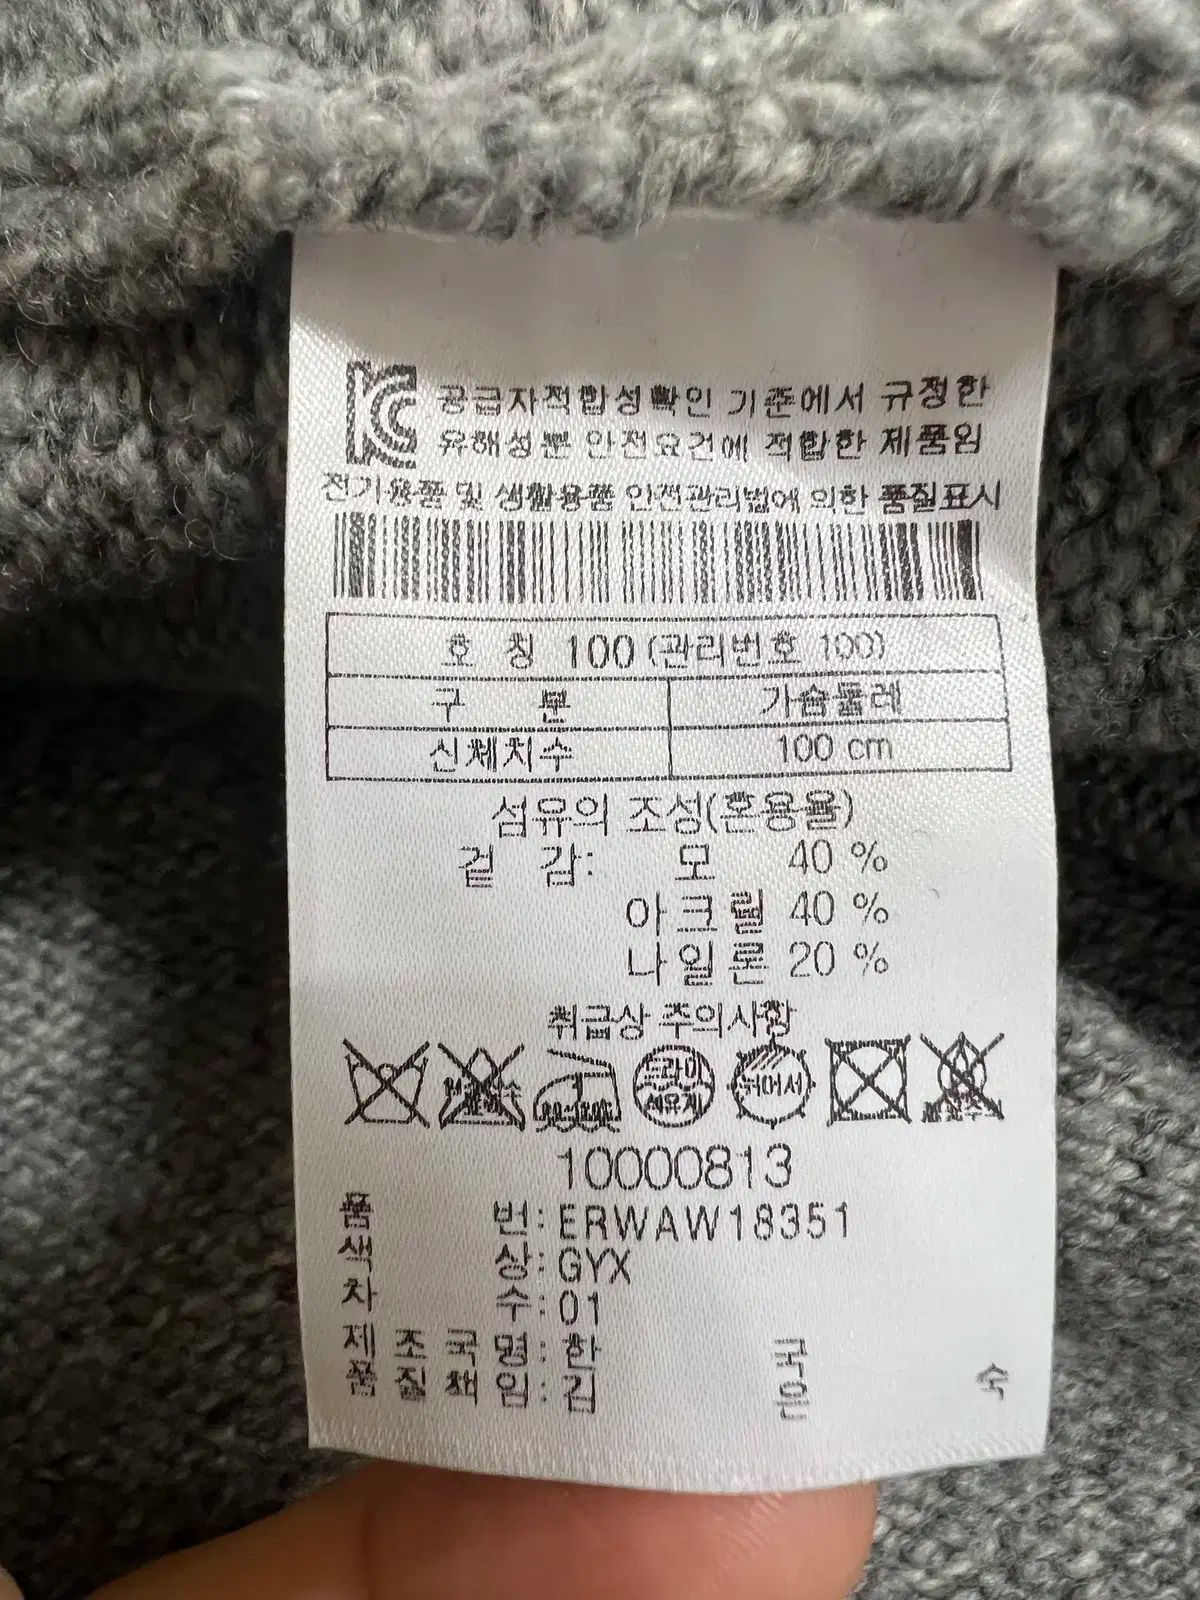 KC 공급자적합성확인 기준에서 규정한
유해성분 안전요건에 적합한 제품임
전기용품 및 생활용품 안전관리법에 의한 품질표시
호 칭 100 (관리번호 100)
구 분 가슴둘레
신체치수 100 cm
섬유의 조성(혼용율)
겉 감: 모 40 %
아크릴 40 %
나일론 20 %
취급상 주의사항
드라이 뉘어서
석유계
10000813
품 번: ERWAW18351
색 상: GYX
차 수: 01
제조국명: 한 국
품질책임: 김 은 숙